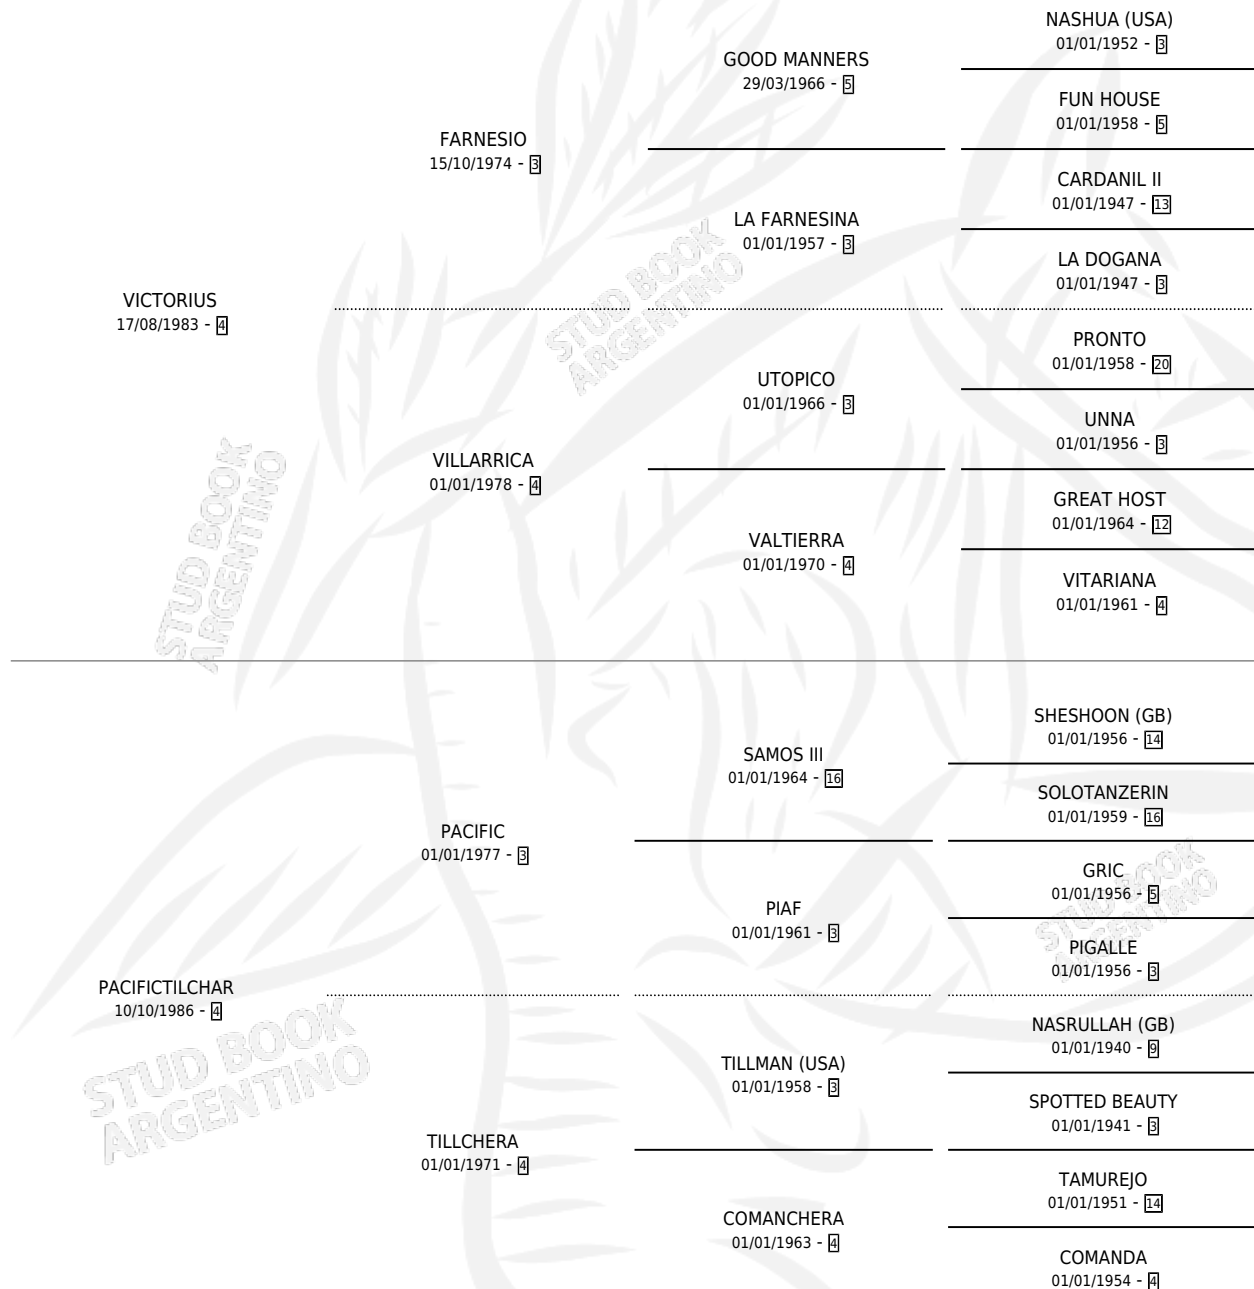 NASHUA (USA)
01/01/1952 - 3
GOOD MANNERS
29/03/1966 - 5
FUN HOUSE
01/01/1958 - 5
FARNESIO
15/10/1974 - 3
CARDANIL II
01/01/1947 - 13
LA FARNESINA
01/01/1957 - 3
LA DOGANA
01/01/1947 - 3
VICTORIUS
17/08/1983 - 4
STUD BOOK
ARGENTINO
PRONTO
01/01/1958 - 20
UTOPICO
01/01/1966 - 3
UNNA
01/01/1956 - 3
VILLARRICA
01/01/1978 - 4
GREAT HOST
01/01/1964 - 12
VALTIERRA
01/01/1970 - 4
VITARIANA
01/01/1961 - 4
STUD BOOK
ARGENTINO
SHESHOON (GB)
01/01/1956 - 14
SAMOS III
01/01/1964 - 16
SOLOTANZERIN
01/01/1959 - 16
PACIFIC
01/01/1977 - 3
GRIC
01/01/1956 - 5
PIAF
01/01/1961 - 3
PIGALLE
01/01/1956 - 3
STUD BOOK
ARGENTINO
PACIFICTILCHAR
10/10/1986 - 4
NASRULLAH (GB)
01/01/1940 - 9
TILLMAN (USA)
01/01/1958 - 3
SPOTTED BEAUTY
01/01/1941 - 3
STUD BOOK
ARGENTINO
TILLCHERA
01/01/1971 - 4
TAMUREJO
01/01/1951 - 14
COMANCHERA
01/01/1963 - 4
COMANDA
01/01/1954 - 4